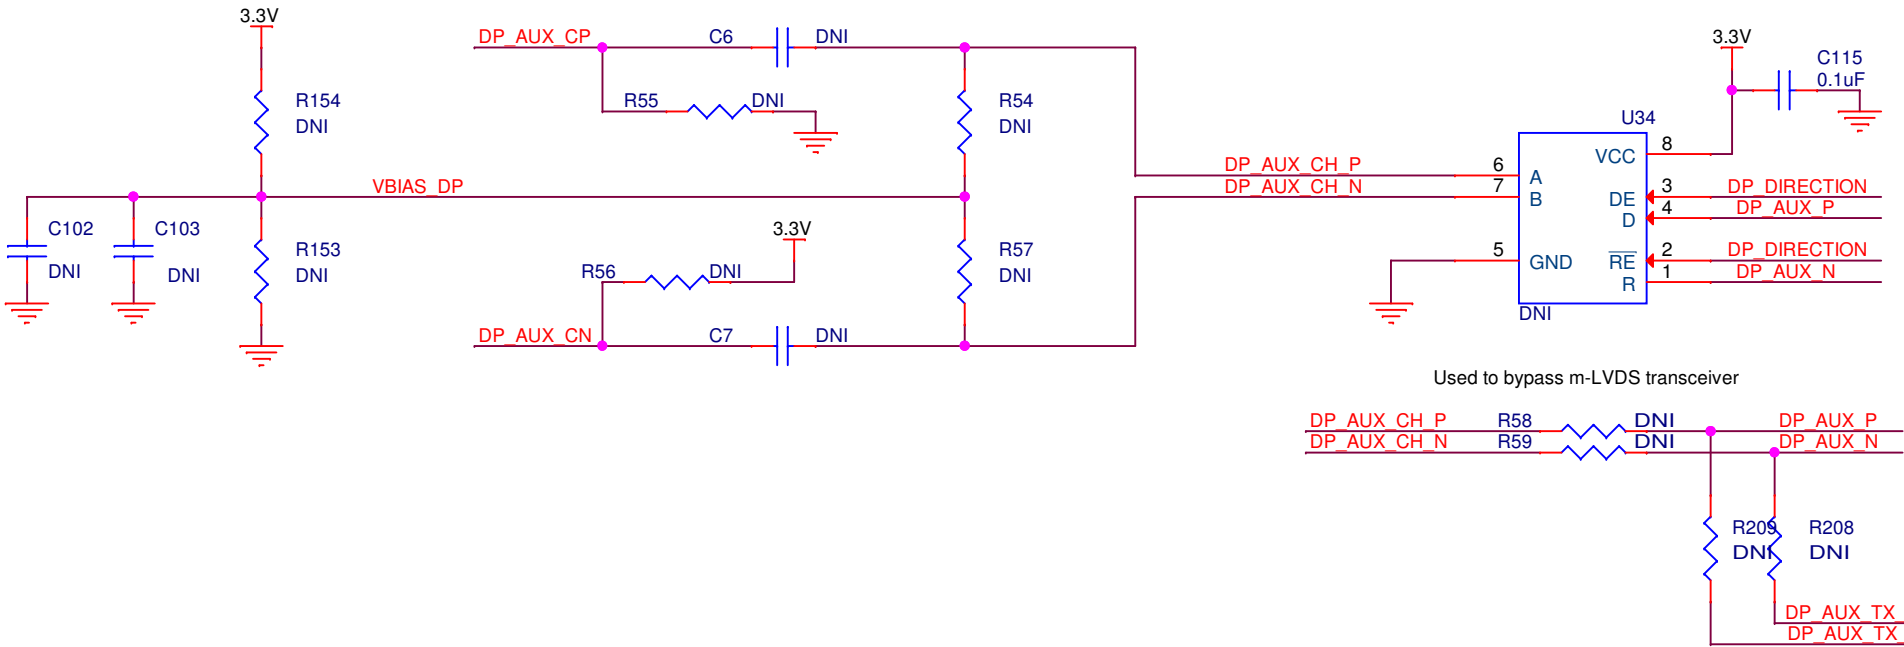 3.3V
R154
DNI
VBIAS_DP
C102
DNI
C103
DNI
R153
DNI
DP_AUX_CP
C6
DNI
R55
DNI
R54
DNI
3.3V
R56
DNI
R57
DNI
DP_AUX_CN
C7
DNI
3.3V
C115
0.1uF
U34
DP_AUX_CH_P
6
A
DP_AUX_CH_N
7
B
5
GND
VCC
8
DE
3
DP_DIRECTION
D
4
DP_AUX_P
RE
2
DP_DIRECTION
R
1
DP_AUX_N
DNI
Used to bypass m-LVDS transceiver
DP_AUX_CH_P
R58
DNI
DP_AUX_P
DP_AUX_CH_N
R59
DNI
DP_AUX_N
R209
DNI
R208
DNI
DP_AUX_TX_
DP_AUX_TX_